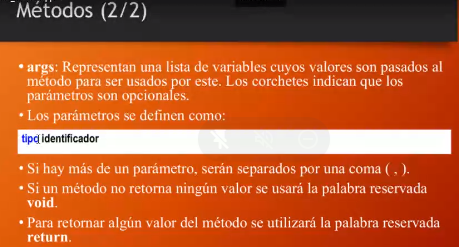 Métodos (2/2)
• args: Representan una lista de variables cuyos valores son pasados al
método para ser usados por este. Los corchetes indican que los
parámetros son opcionales.
• Los parámetros se definen como:
tipo identificador
• Si hay más de un parámetro, serán separados por una coma ( , ).
• Si un método no retorna ningún valor se usará la palabra reservada
void.
• Para retornar algún valor del método se utilizará la palabra reservada
return.